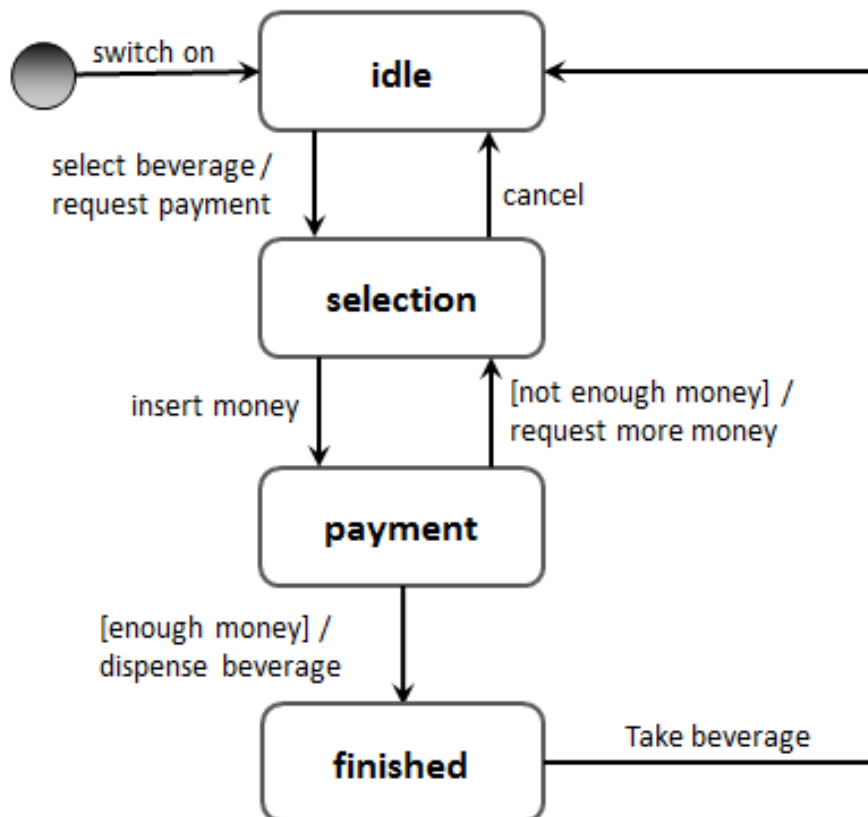 switch on
idle
select beverage /
request payment
cancel
selection
insert money
[not enough money] /
request more money
payment
[enough money] /
dispense beverage
Take beverage
finished